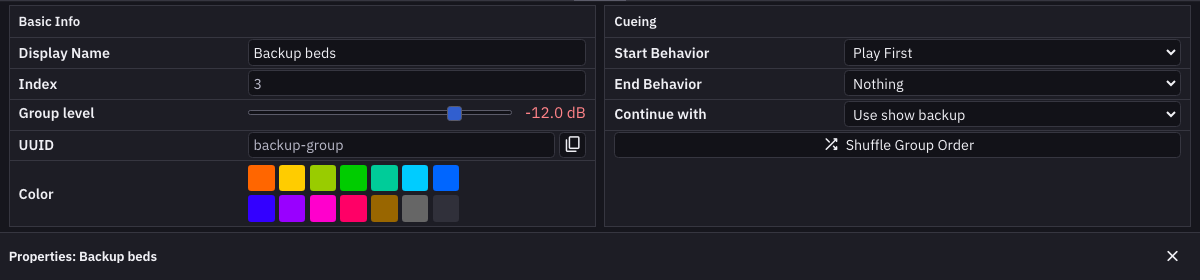 Basic Info
Display Name Backup beds
Index 3
Group level -12.0 dB
UUID backup-group
Color
Cueing
Start Behavior Play First
End Behavior Nothing
Continue with Use show backup
Shuffle Group Order
Properties: Backup beds